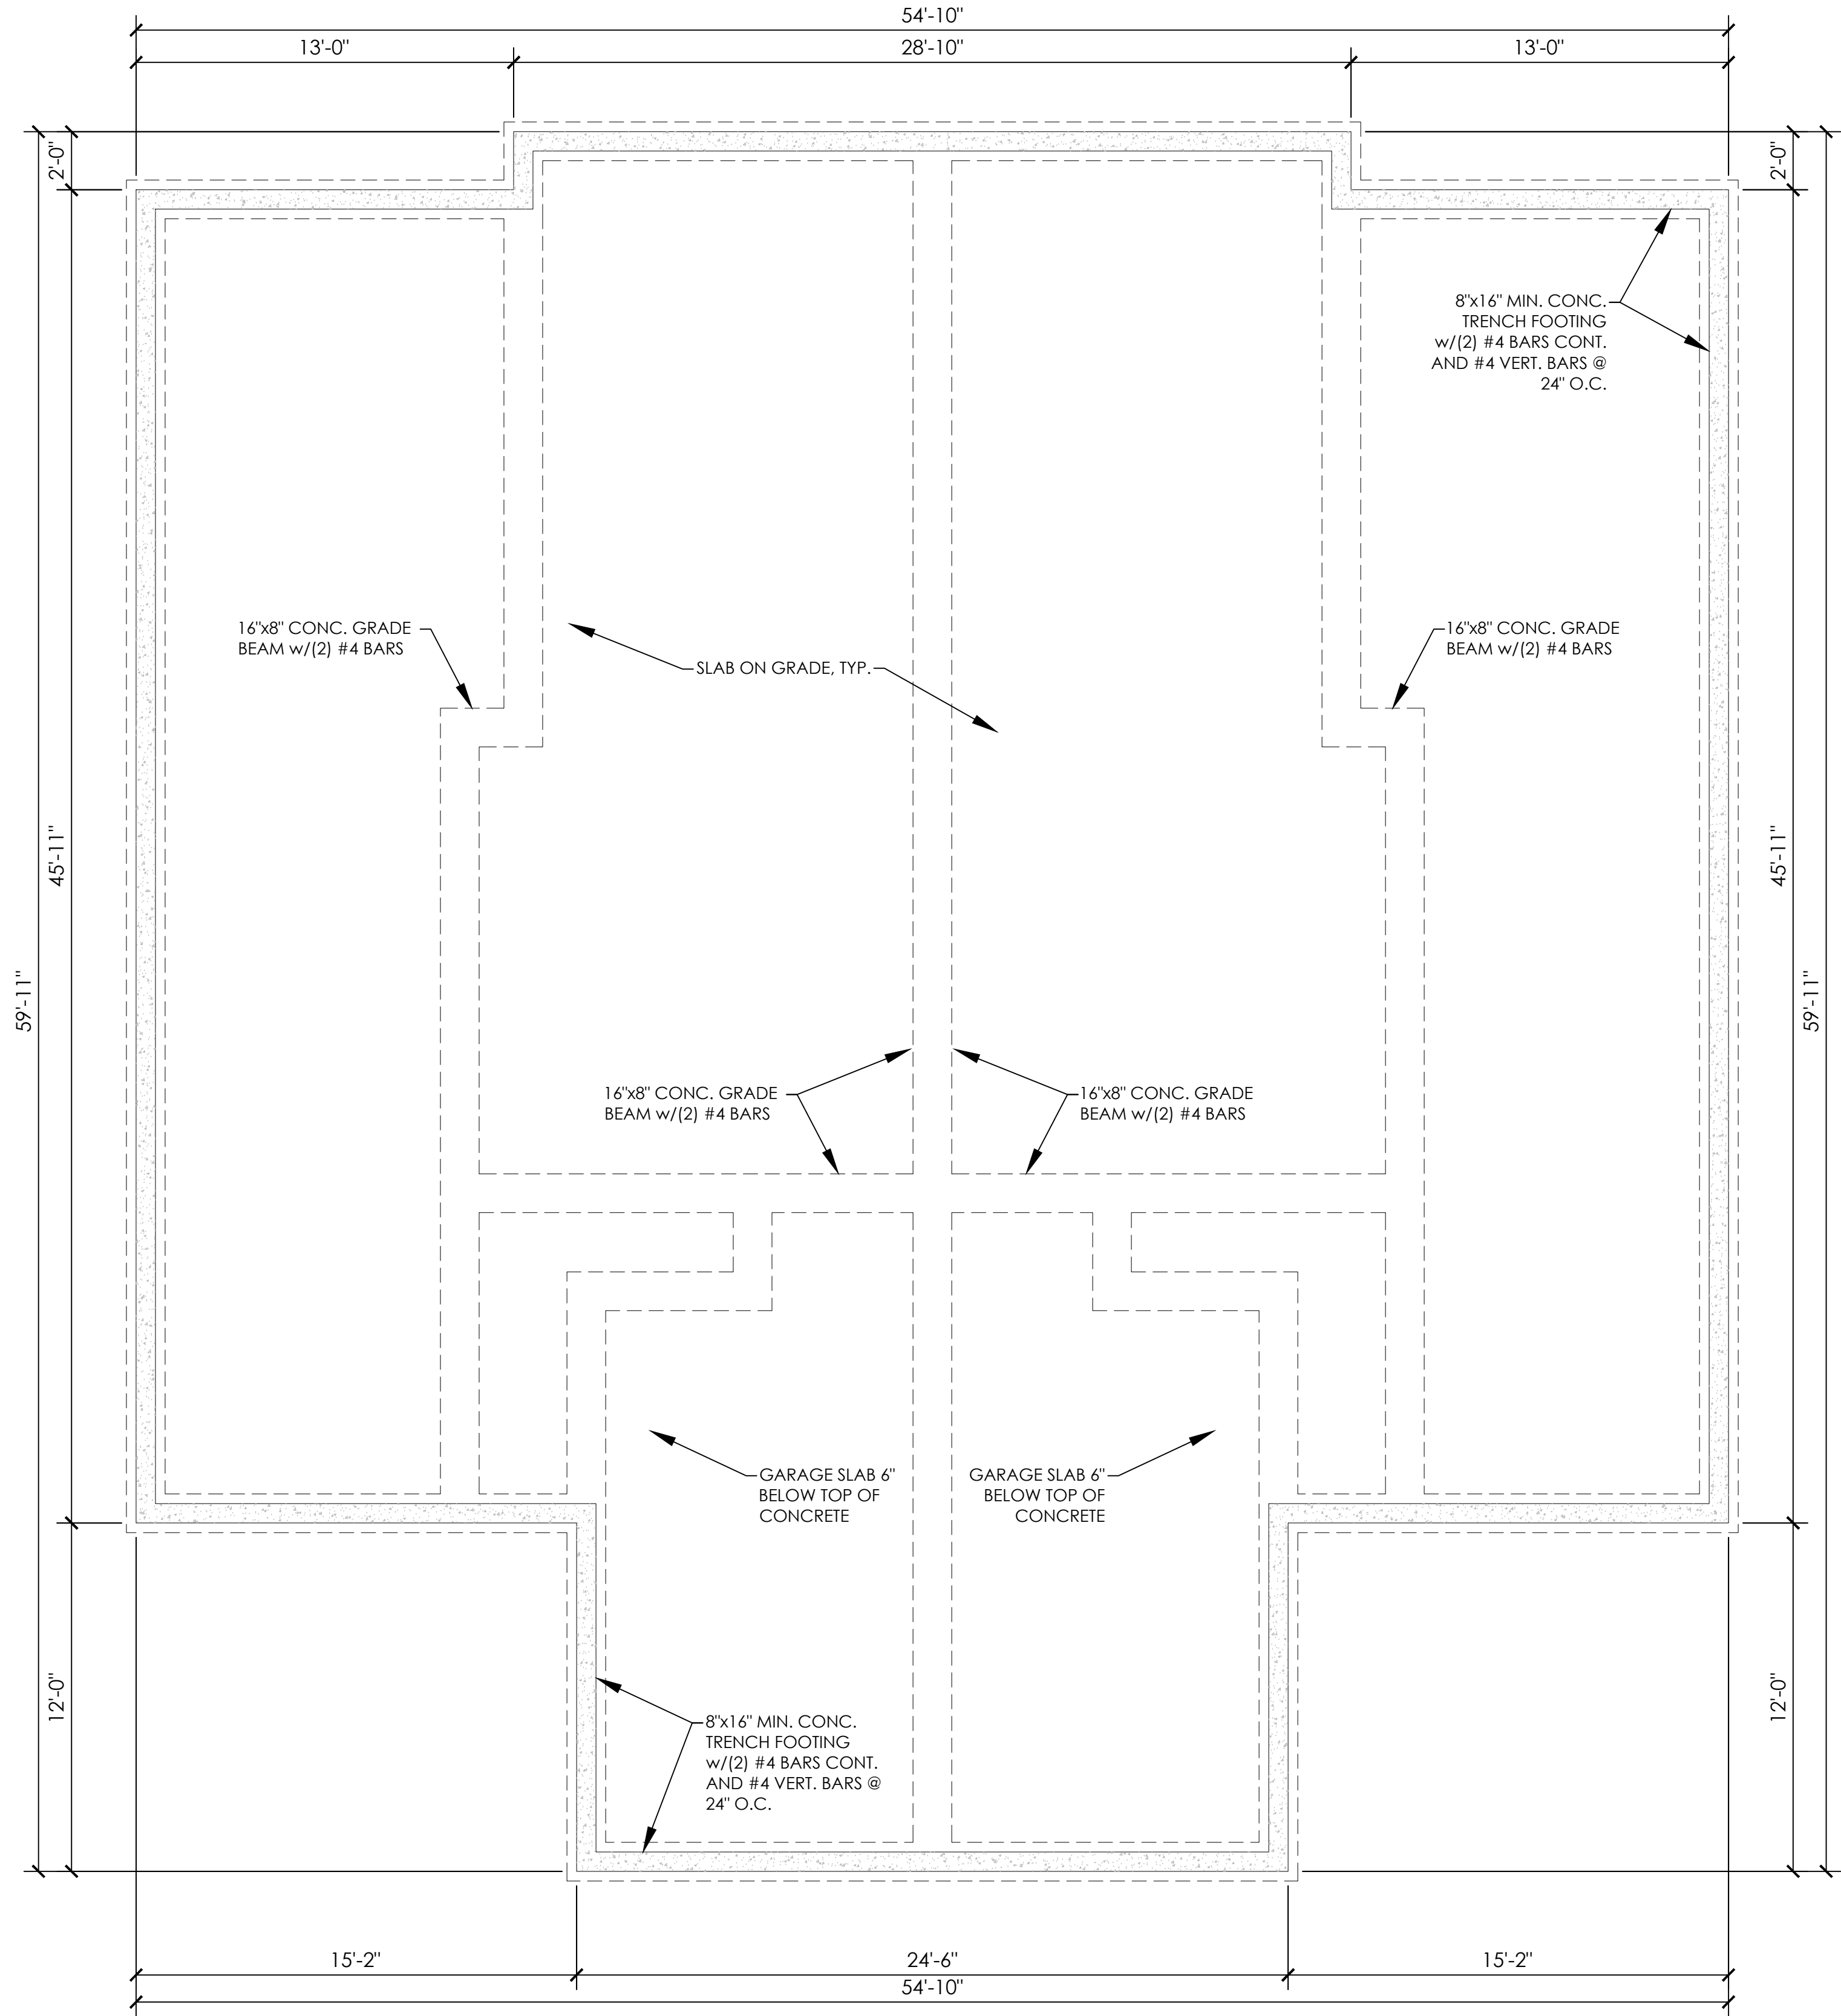 54'-10"
13'-0"
28'-10"
13'-0"
2'-0"
2'-0"
8"x16" MIN. CONC.
TRENCH FOOTING
w/(2) #4 BARS CONT.
AND #4 VERT. BARS @
24" O.C.
16"x8" CONC. GRADE
BEAM w/(2) #4 BARS
SLAB ON GRADE, TYP.
16"x8" CONC. GRADE
BEAM w/(2) #4 BARS
45'-11"
45'-11"
59'-11"
59'-11"
16"x8" CONC. GRADE
BEAM w/(2) #4 BARS
16"x8" CONC. GRADE
BEAM w/(2) #4 BARS
GARAGE SLAB 6"
BELOW TOP OF
CONCRETE
GARAGE SLAB 6"
BELOW TOP OF
CONCRETE
12'-0"
12'-0"
8"x16" MIN. CONC.
TRENCH FOOTING
w/(2) #4 BARS CONT.
AND #4 VERT. BARS @
24" O.C.
15'-2"
24'-6"
15'-2"
54'-10"